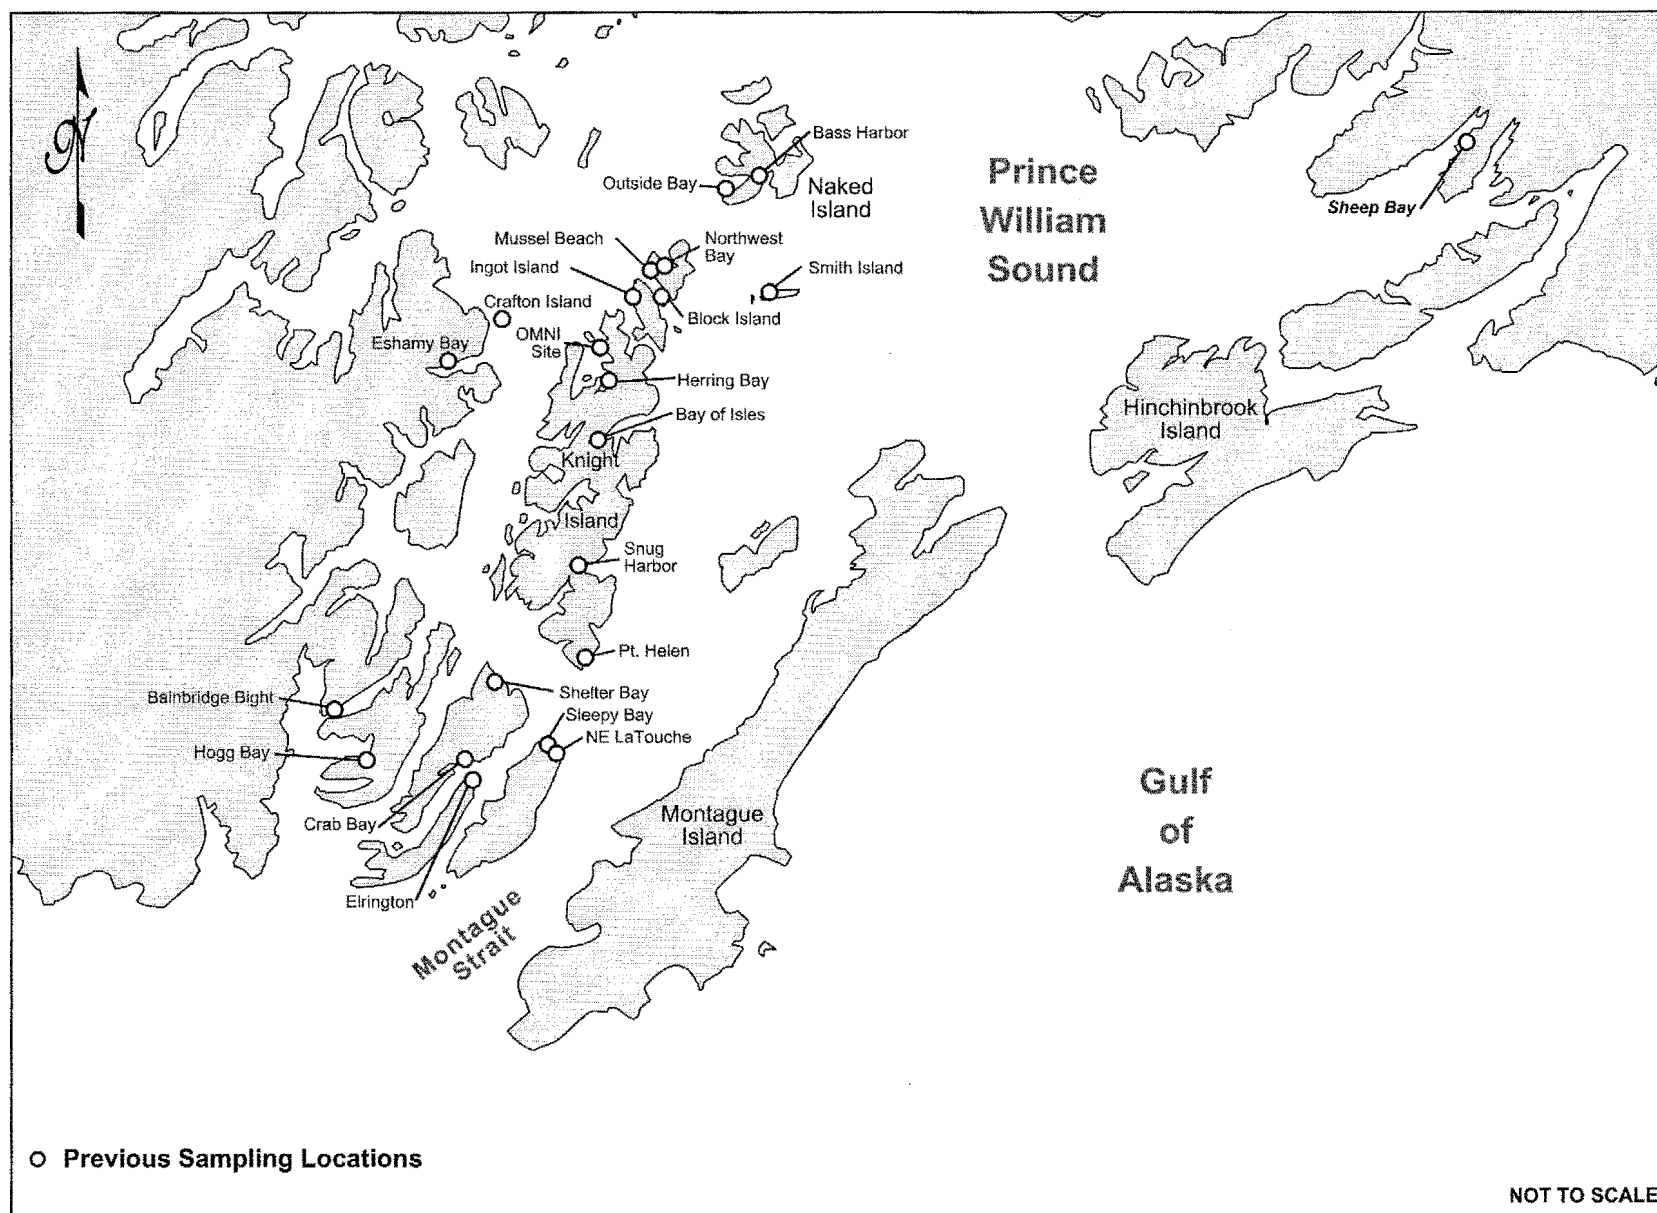 N
Bass Harbor
Outside Bay
Naked
Island
Prince
William
Sound
Sheep Bay
Mussel Beach
Northwest
Bay
Ingot Island
Smith Island
Crafton Island
Block Island
OMNI
Site
Eshamy Bay
Herring Bay
Bay of Isles
Hinchinbrook
Island
Knight
Island
Snug
Harbor
Pt. Helen
Bainbridge Bight
Shelter Bay
Sleepy Bay
NE LaTouche
Hogg Bay
Crab Bay
Elrington
Montague
Island
Gulf
of
Alaska
Montague
Strait
Previous Sampling Locations
NOT TO SCALE